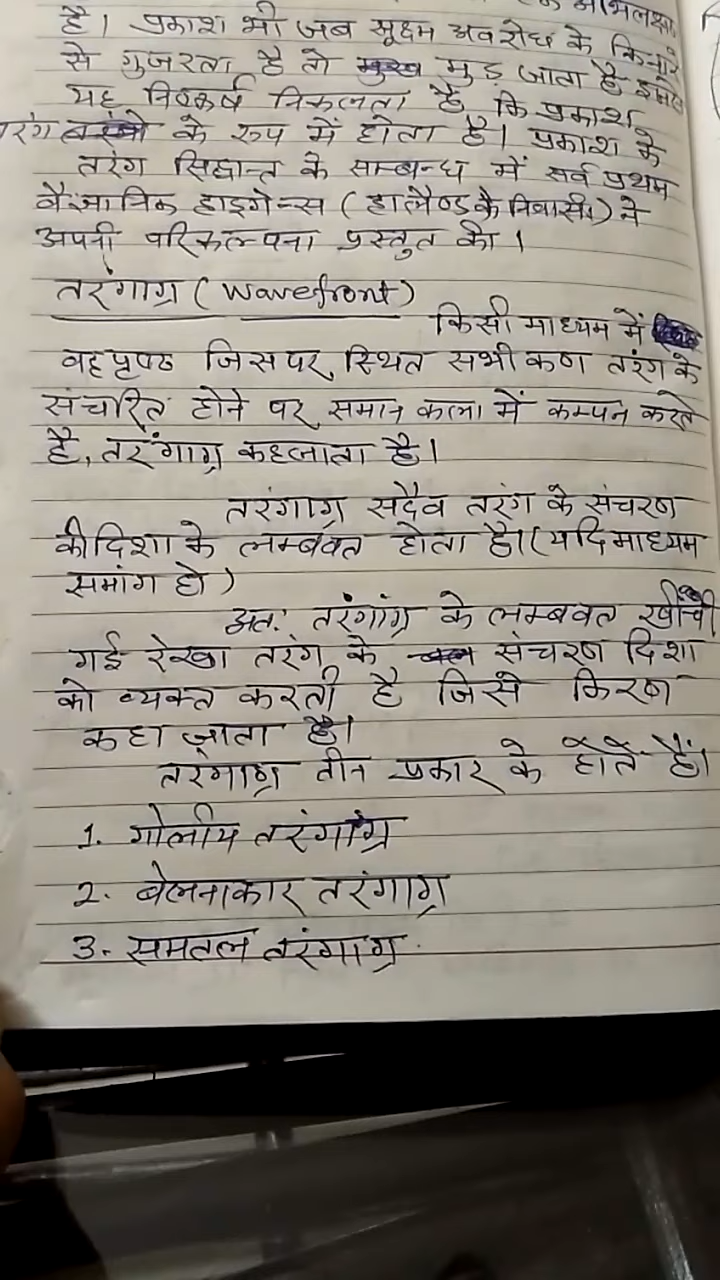 है। प्रकाश भी जब सूक्ष्म अवरोध के किनारे
से गुजरता है तो मुड़ जाता है इससे
यह निष्कर्ष निकलता है कि प्रकाश
तरंग के रूप में होता है। प्रकाश के
तरंग सिद्धान्त के सम्बन्ध में सर्व प्रथम
वैज्ञानिक हाइगेन्स (हालैण्ड के निवासी) ने
अपनी परिकल्पना प्रस्तुत की।
तरंगाग्र (Wavefront)
किसी माध्यम में
वह पृष्ठ जिस पर स्थित सभी कण तरंग के
संचरित होने पर समान कला में कम्पन करते
है, तरंगाग्र कहलाता है।
तरंगाग्र सदैव तरंग के संचरण
की दिशा के लम्बवत होता है। (यदि माध्यम
समांग हो)
अतः तरंगांग्र के लम्बवत खींची
गई रेखा तरंग के संचरण दिशा
को व्यक्त करती है जिसे किरण
कहा जाता है।
तरंगाग्र तीन प्रकार के होते हैं।
1. गोलीय तरंगाग्र
2. बेलनाकार तरंगाग्र
3. समतल तरंगाग्र